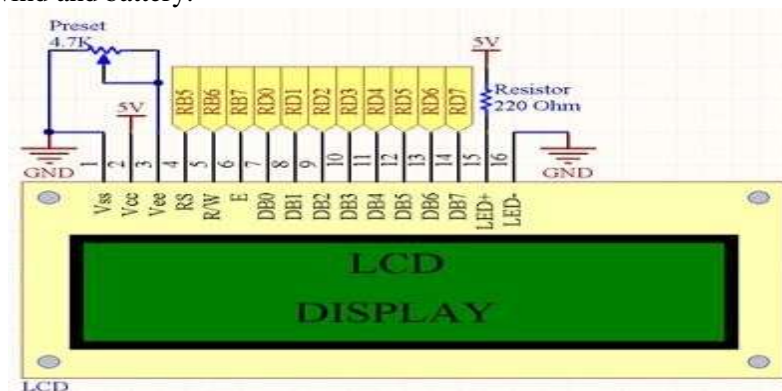 and battery.
Preset
4.7K
5V
5V
RB5
RB6
RB7
RD0
RD1
RD2
RD3
RD4
RD5
RD6
RD7
Resistor
220 Ohm
GND
GND
1
2
3
4
5
6
7
8
9
10
11
12
13
14
15
16
Vss
Vcc
Vee
RS
R/W
E
DB0
DB1
DB2
DB3
DB4
DB5
DB6
DB7
LED+
LED-
LCD
DISPLAY
LCD